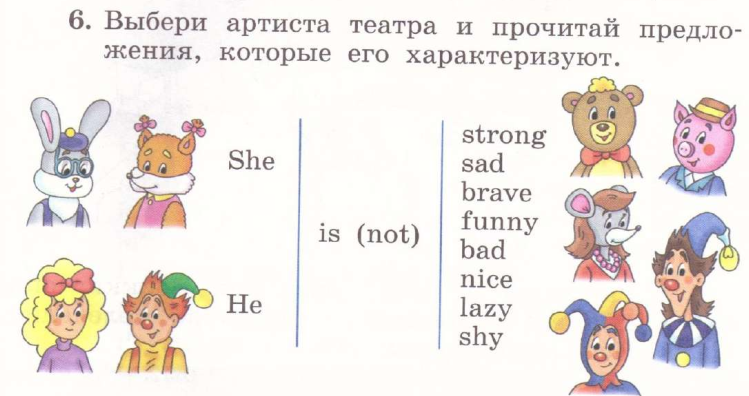 6. Выбери артиста театра и прочитай предло-
жения, которые его характеризуют.
She
He
is (not)
strong
sad
brave
funny
bad
nice
lazy
shy